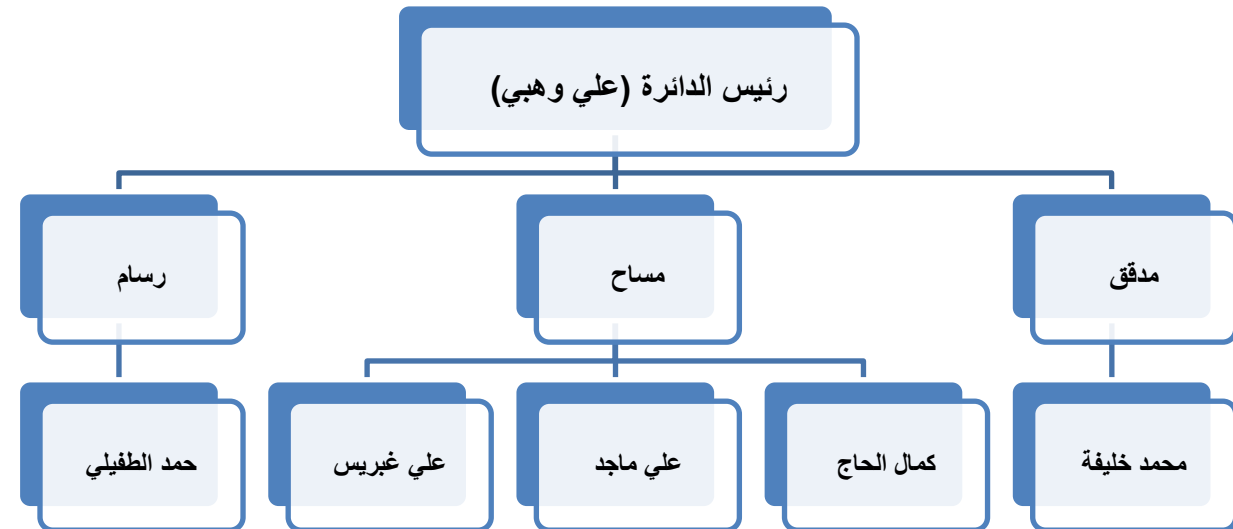 رئيس الدائرة (علي وهبي)
مدقق
مساح
رسام
محمد خليفة
كمال الحاج
علي ماجد
علي غبريس
حمد الطفيلي